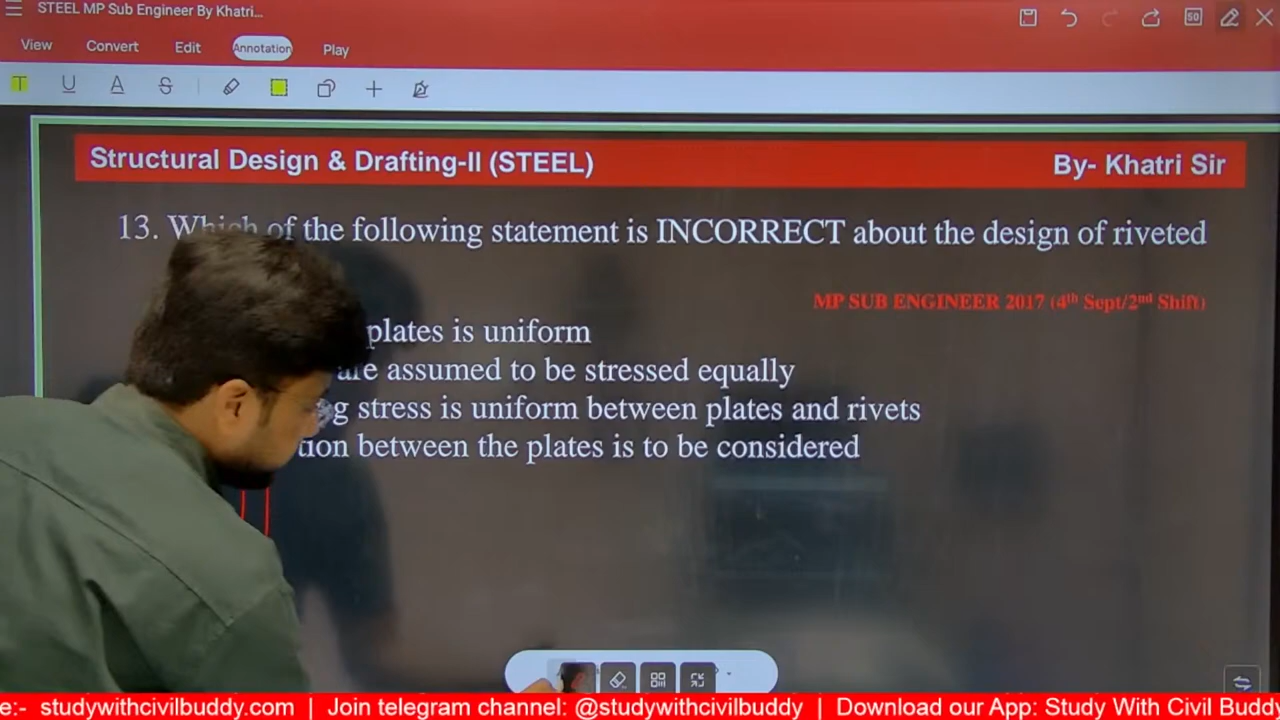 STEEL MP Sub Engineer By Khatri...
50
View Convert Edit Annotation Play
T U A S
Structural Design & Drafting-II (STEEL) By- Khatri Sir
13. Which of the following statement is INCORRECT about the design of riveted
MP SUB ENGINEER 2017 (4th Sept/2nd Shift)
plates is uniform
are assumed to be stressed equally
stress is uniform between plates and rivets
between the plates is to be considered
e:- studywithcivilbuddy.com | Join telegram channel: @studywithcivilbuddy | Download our App: Study With Civil Buddy